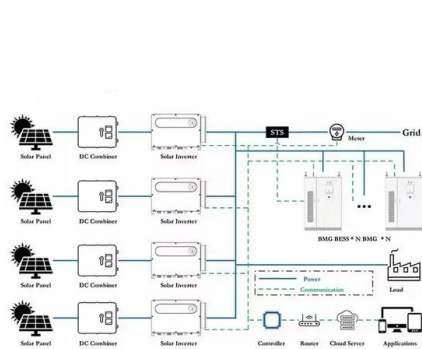 STS
Meter
Grid
Solar Panel
DC Combiner
Solar Inverter
Solar Panel
DC Combiner
Solar Inverter
BMG BESS * N BMG * N
Solar Panel
DC Combiner
Solar Inverter
Power
Communication
Load
Solar Panel
DC Combiner
Solar Inverter
Controller
Router
Cloud Server
Applications